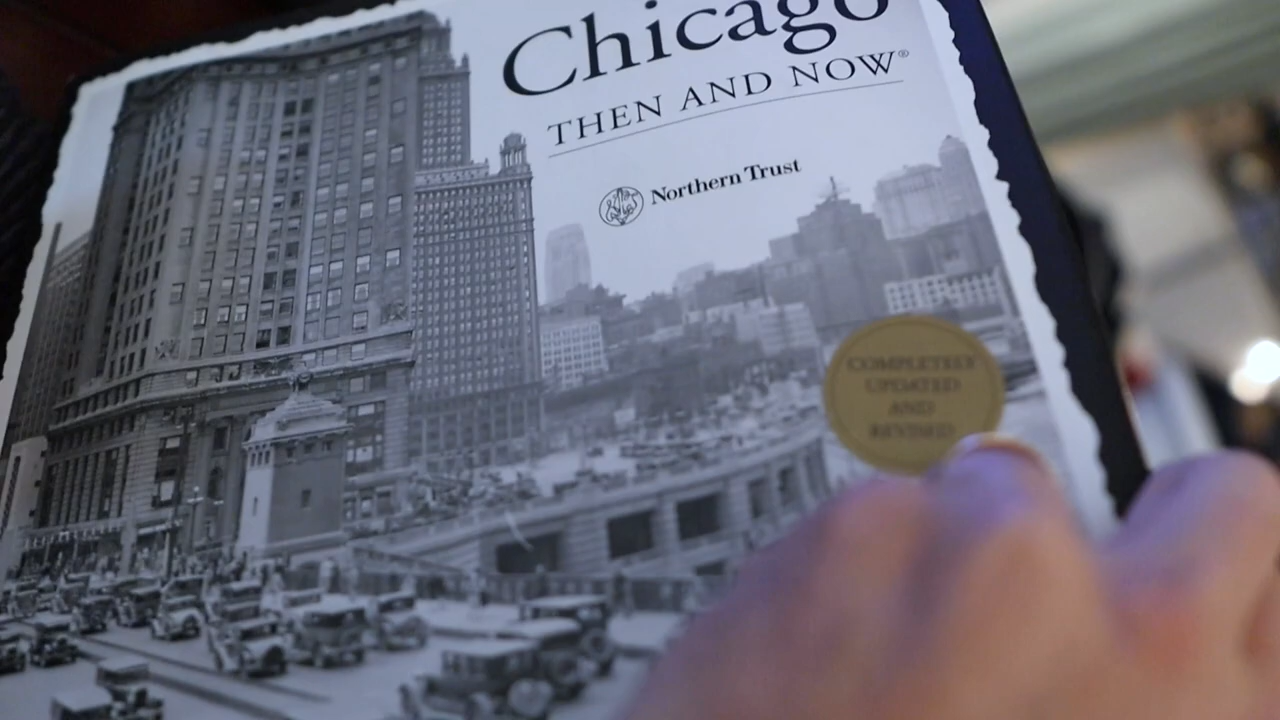 Chicago
THEN AND NOW®
Northern Trust
COMPLETELY
UPDATED
AND
REVISED